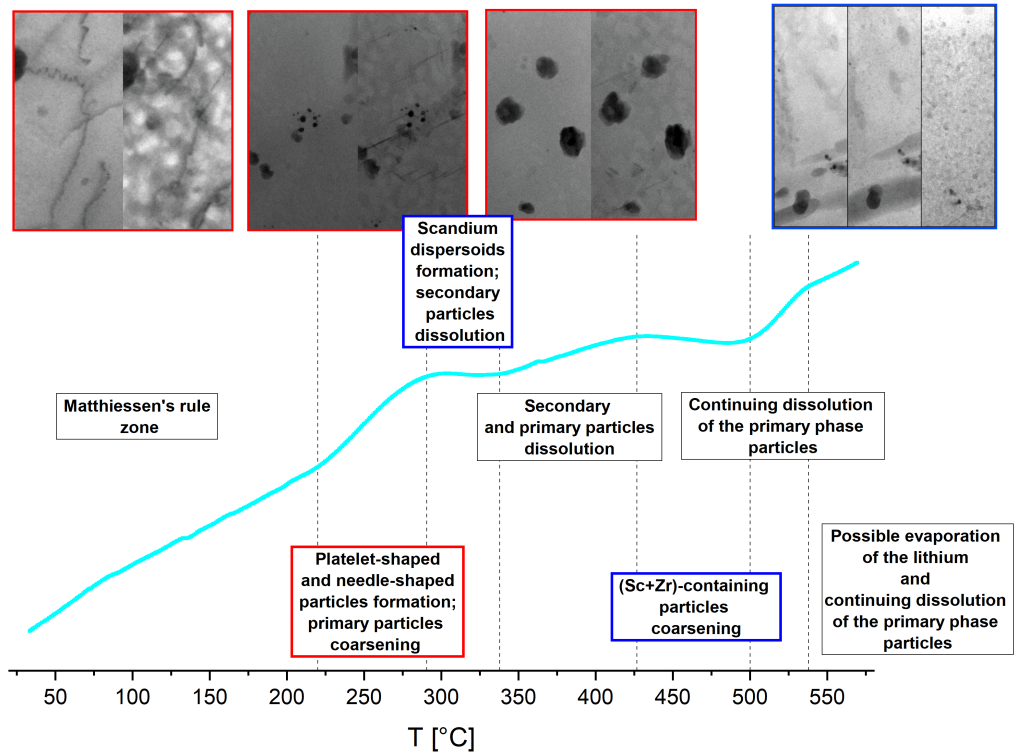 Scandium
dispersoids
formation;
secondary
particles
dissolution
Matthiessen's rule
zone
Secondary
and primary particles
dissolution
Continuing dissolution
of the primary phase
particles
Platelet-shaped
and needle-shaped
particles formation;
primary particles
coarsening
(Sc+Zr)-containing
particles
coarsening
Possible evaporation
of the lithium
and
continuing dissolution
of the primary phase
particles
50 100 150 200 250 300 350 400 450 500 550
T [°C]